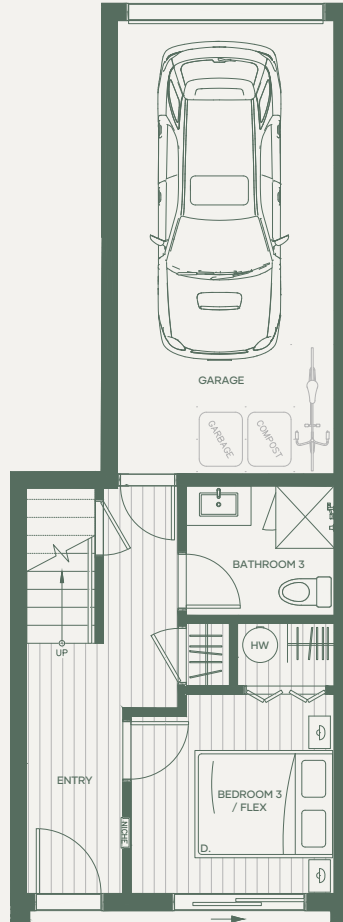 GARAGE
GARBAGE
COMPOST
BATHROOM 3
HW
UP
ENTRY
NICHE
BEDROOM 3
/ FLEX
D.